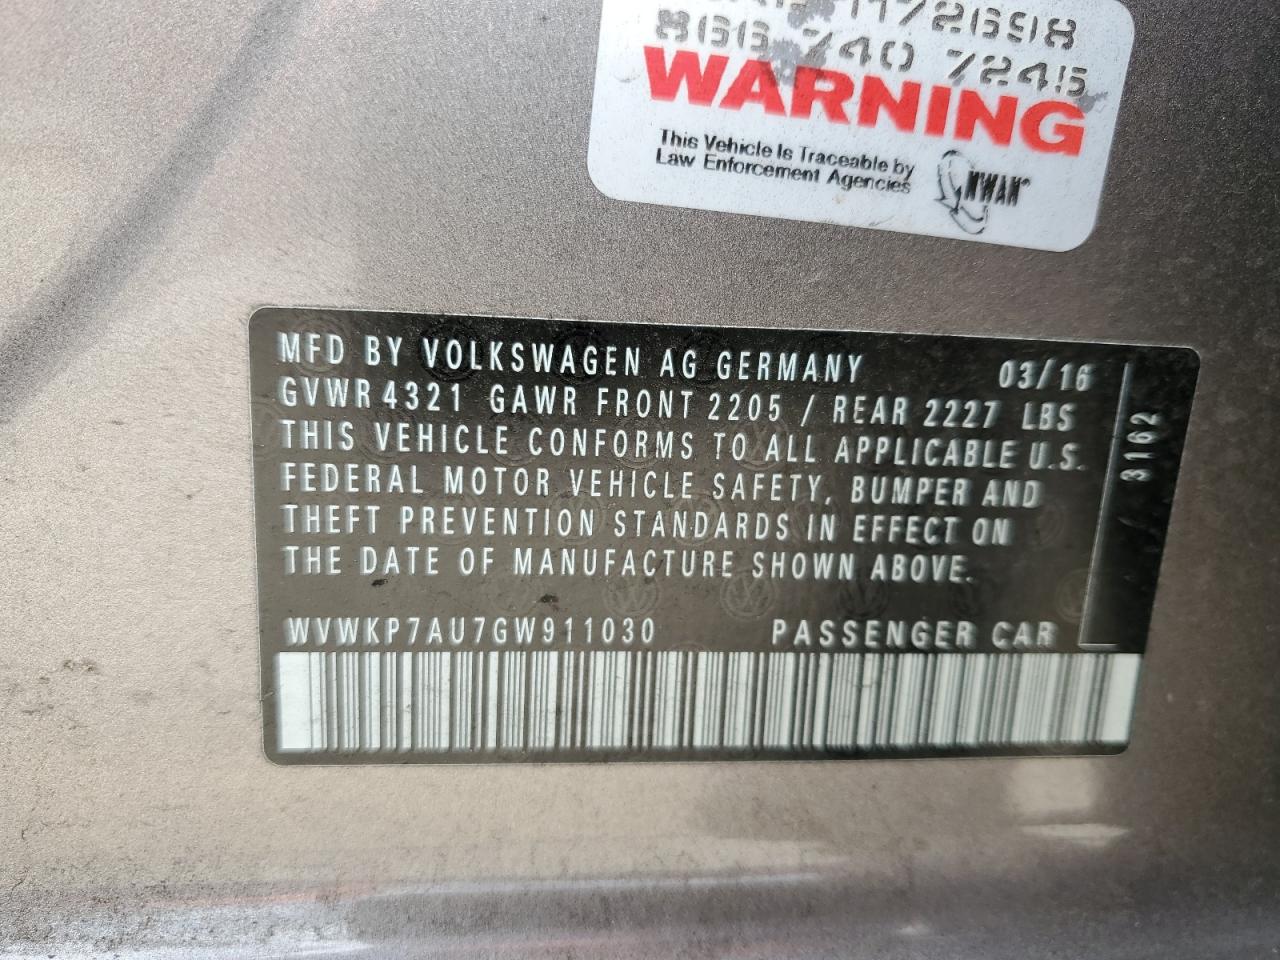 72698
866 740 7245
WARNING
This Vehicle Is Traceable by
Law Enforcement Agencies
NWAN
MFD BY VOLKSWAGEN AG GERMANY 03/16
GVWR 4321 GAWR FRONT 2205 / REAR 2227 LBS
THIS VEHICLE CONFORMS TO ALL APPLICABLE U.S.
FEDERAL MOTOR VEHICLE SAFETY, BUMPER AND
THEFT PREVENTION STANDARDS IN EFFECT ON
THE DATE OF MANUFACTURE SHOWN ABOVE.
WVWKP7AU7GW911030 PASSENGER CAR
3162